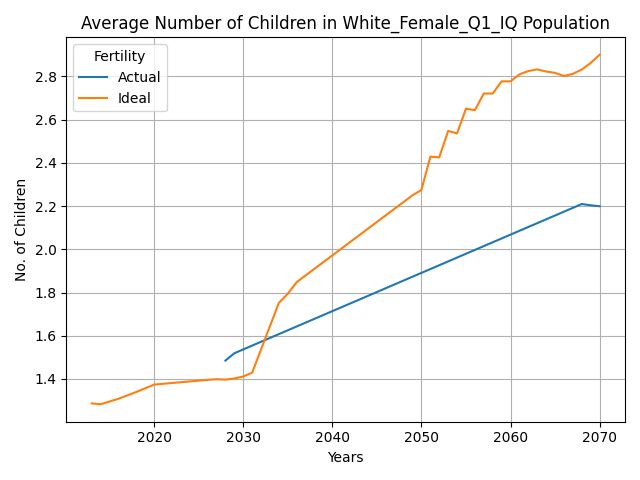 Average Number of Children in White_Female_Q1_IQ Population
Fertility
Actual
Ideal
No. of Children
2.8
2.6
2.4
2.2
2.0
1.8
1.6
1.4
2020 2030 2040 2050 2060 2070
Years